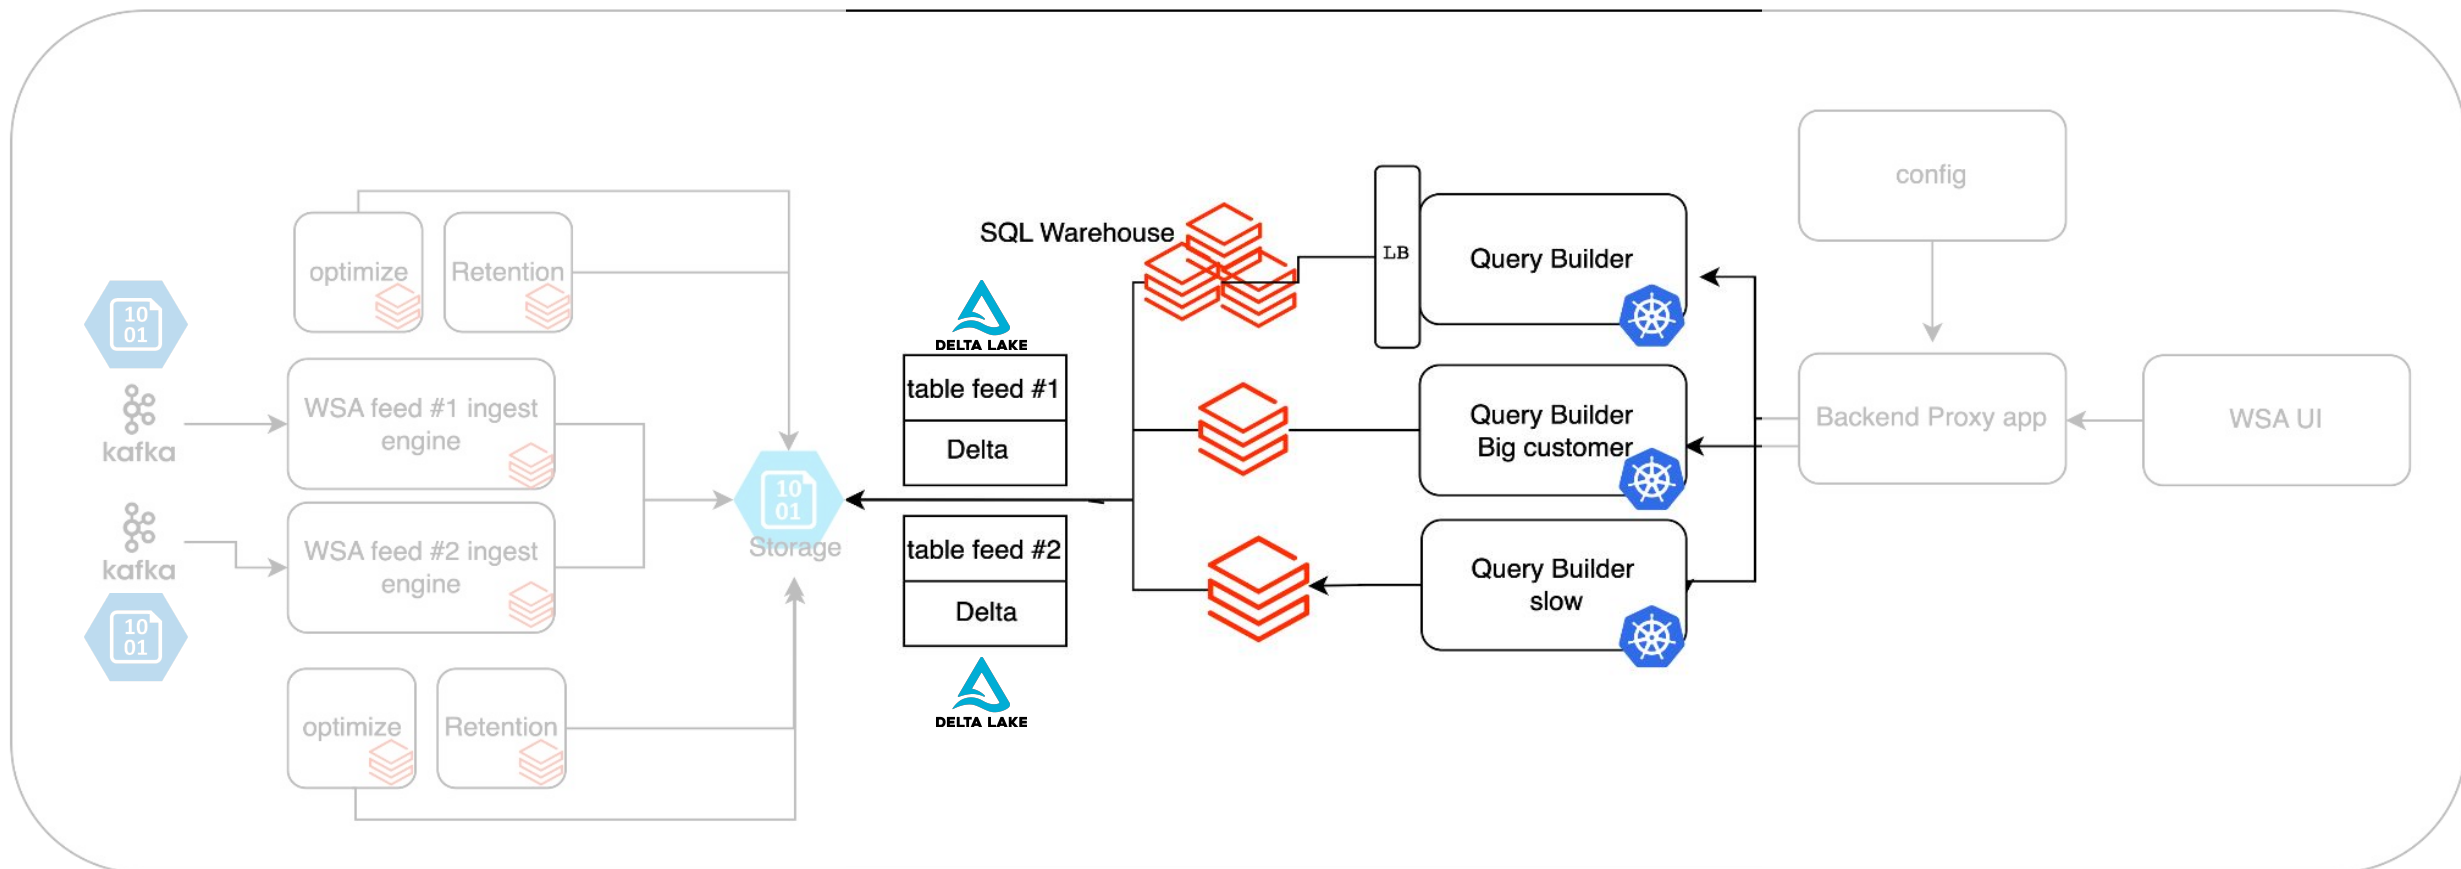 optimize
Retention
10
01
kafka
WSA feed #1 ingest
engine
kafka
WSA feed #2 ingest
engine
10
01
optimize
Retention
10
01
Storage
DELTA LAKE
table feed #1
Delta
table feed #2
Delta
DELTA LAKE
SQL Warehouse
LB
Query Builder
Query Builder
Big customer
Query Builder
slow
config
Backend Proxy app
WSA UI